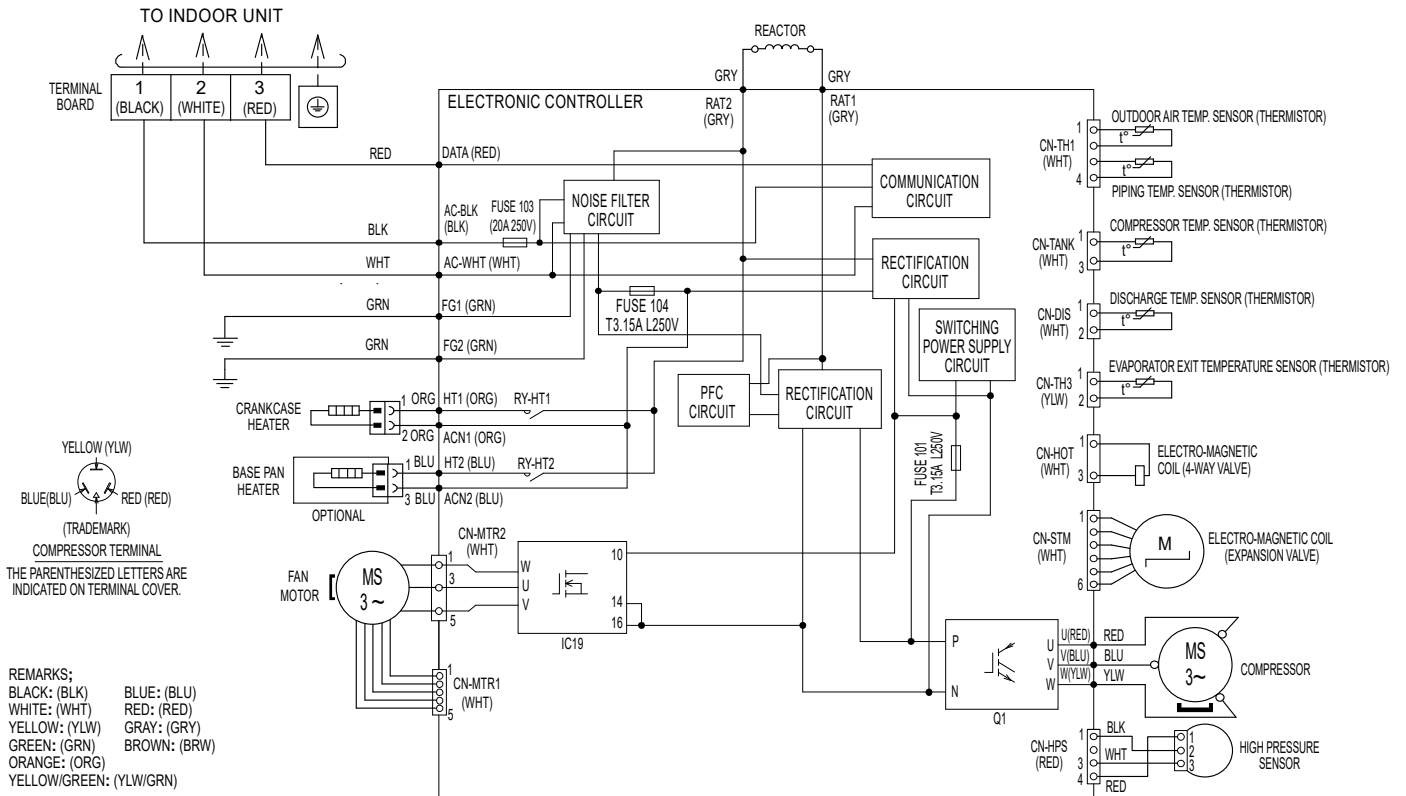 TO INDOOR UNIT
TERMINAL
BOARD
1
(BLACK)
2
(WHITE)
3
(RED)
REACTOR
GRY
GRY
ELECTRONIC CONTROLLER
RAT2
(GRY)
RAT1
(GRY)
RED
DATA (RED)
NOISE FILTER
CIRCUIT
COMMUNICATION
CIRCUIT
BLK
AC-BLK
(BLK)
FUSE 103
(20A 250V)
WHT
AC-WHT (WHT)
RECTIFICATION
CIRCUIT
GRN
FG1 (GRN)
FUSE 104
T3.15A L250V
SWITCHING
POWER SUPPLY
CIRCUIT
GRN
FG2 (GRN)
PFC
CIRCUIT
RECTIFICATION
CIRCUIT
FUSE 101
T3.15A L250V
CRANKCASE
HEATER
1 ORG
HT1 (ORG)
RY-HT1
2 ORG
ACN1 (ORG)
BASE PAN
HEATER
1 BLU
HT2 (BLU)
RY-HT2
3 BLU
ACN2 (BLU)
OPTIONAL
YELLOW (YLW)
BLUE(BLU)
RED (RED)
(TRADEMARK)
COMPRESSOR TERMINAL
THE PARENTHESIZED LETTERS ARE
INDICATED ON TERMINAL COVER.
FAN
MOTOR
MS
3~
CN-MTR2
(WHT)
1
3
5
W
U
V
10
14
16
IC19
1
CN-MTR1
(WHT)
5
REMARKS;
BLACK: (BLK) BLUE: (BLU)
WHITE: (WHT) RED: (RED)
YELLOW: (YLW) GRAY: (GRY)
GREEN: (GRN) BROWN: (BRW)
ORANGE: (ORG)
YELLOW/GREEN: (YLW/GRN)
CN-TH1
(WHT)
1
4
OUTDOOR AIR TEMP. SENSOR (THERMISTOR)
t°
t°
PIPING TEMP. SENSOR (THERMISTOR)
CN-TANK
(WHT)
1
3
COMPRESSOR TEMP. SENSOR (THERMISTOR)
t°
CN-DIS
(WHT)
1
2
DISCHARGE TEMP. SENSOR (THERMISTOR)
t°
CN-TH3
(YLW)
1
2
EVAPORATOR EXIT TEMPERATURE SENSOR (THERMISTOR)
t°
CN-HOT
(WHT)
1
3
ELECTRO-MAGNETIC
COIL (4-WAY VALVE)
CN-STM
(WHT)
1
6
M
ELECTRO-MAGNETIC COIL
(EXPANSION VALVE)
P
N
U
V
W
Q1
U(RED)
V(BLU)
W(YLW)
RED
BLU
YLW
MS
3~
COMPRESSOR
CN-HPS
(RED)
1
3
4
BLK
WHT
RED
1
2
3
HIGH PRESSURE
SENSOR